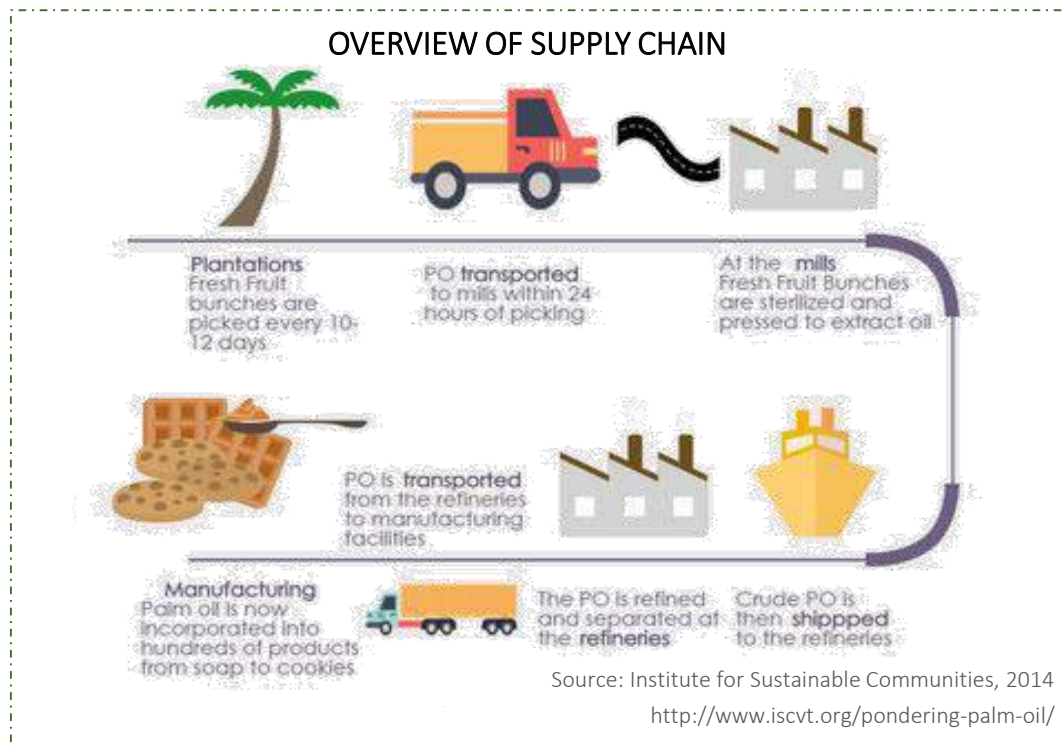 OVERVIEW OF SUPPLY CHAIN
Plantations
Fresh Fruit
bunches are
picked every 10-
12 days
PO transported
to mills within 24
hours of picking
At the mills
Fresh Fruit Bunches
are sterilized and
pressed to extract oil
Crude PO is
then shippped
to the refineries
The PO is refined
and separated at
the refineries
PO is transported
from the refineries
to manufacturing
facilities
Manufacturing
Palm oil is now
incorporated into
hundreds of products
from soap to cookies
Source: Institute for Sustainable Communities, 2014
http://www.iscvt.org/pondering-palm-oil/